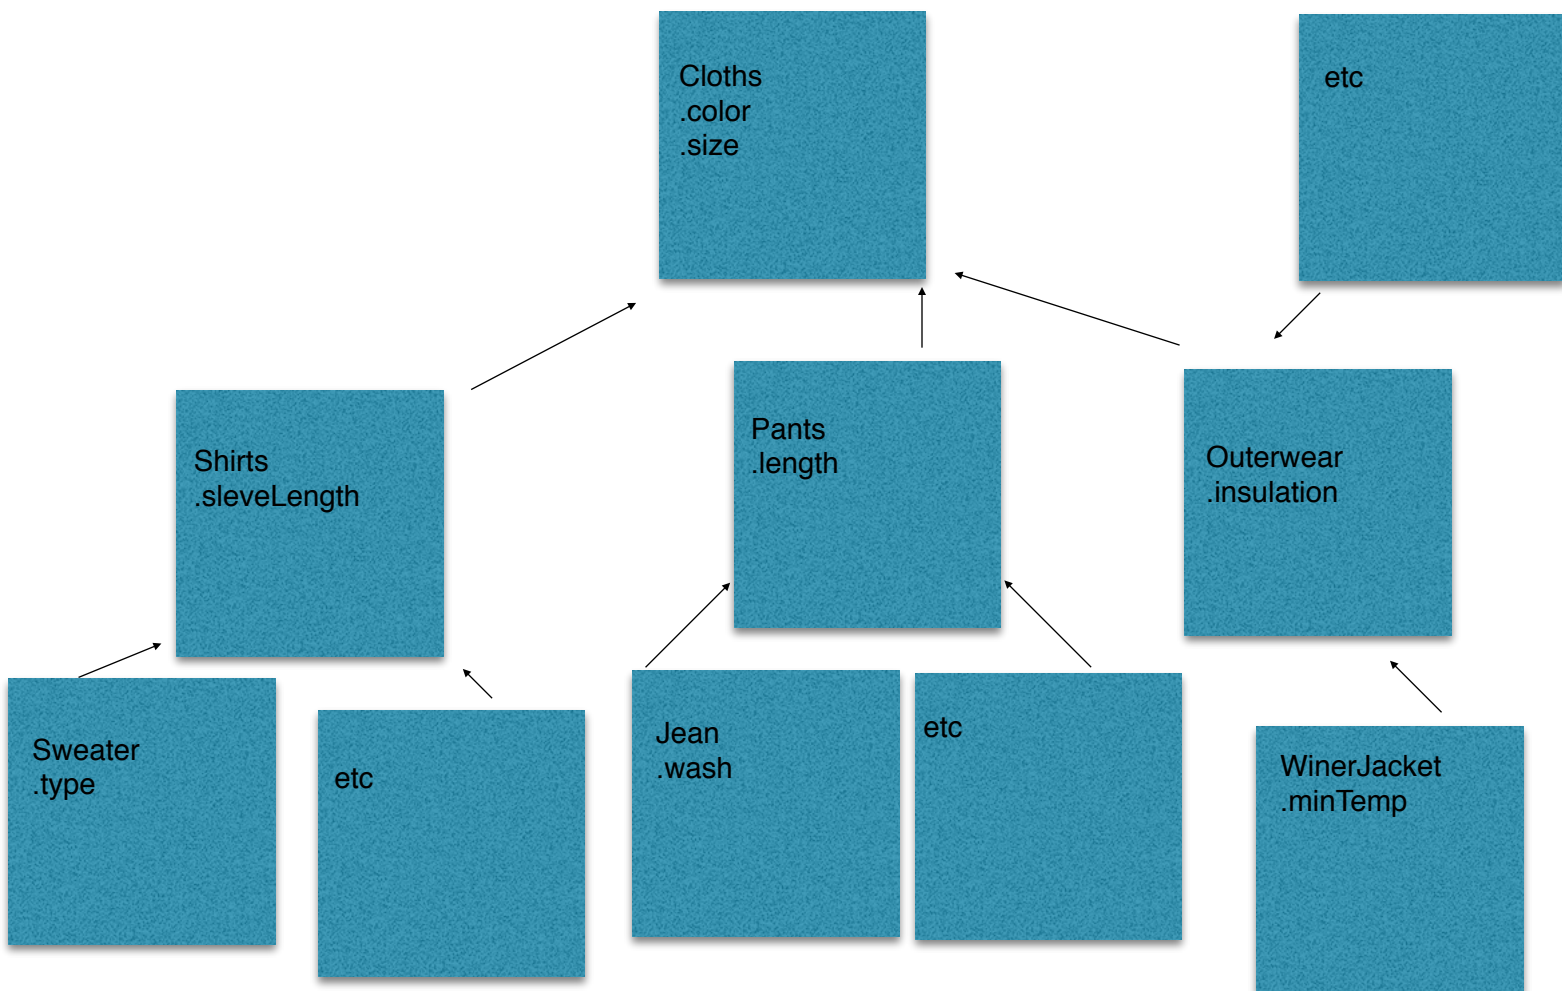 Cloths
.color
.size
etc
Shirts
.sleveLength
Pants
.length
Outerwear
.insulation
Sweater
.type
etc
Jean
.wash
etc
WinerJacket
.minTemp